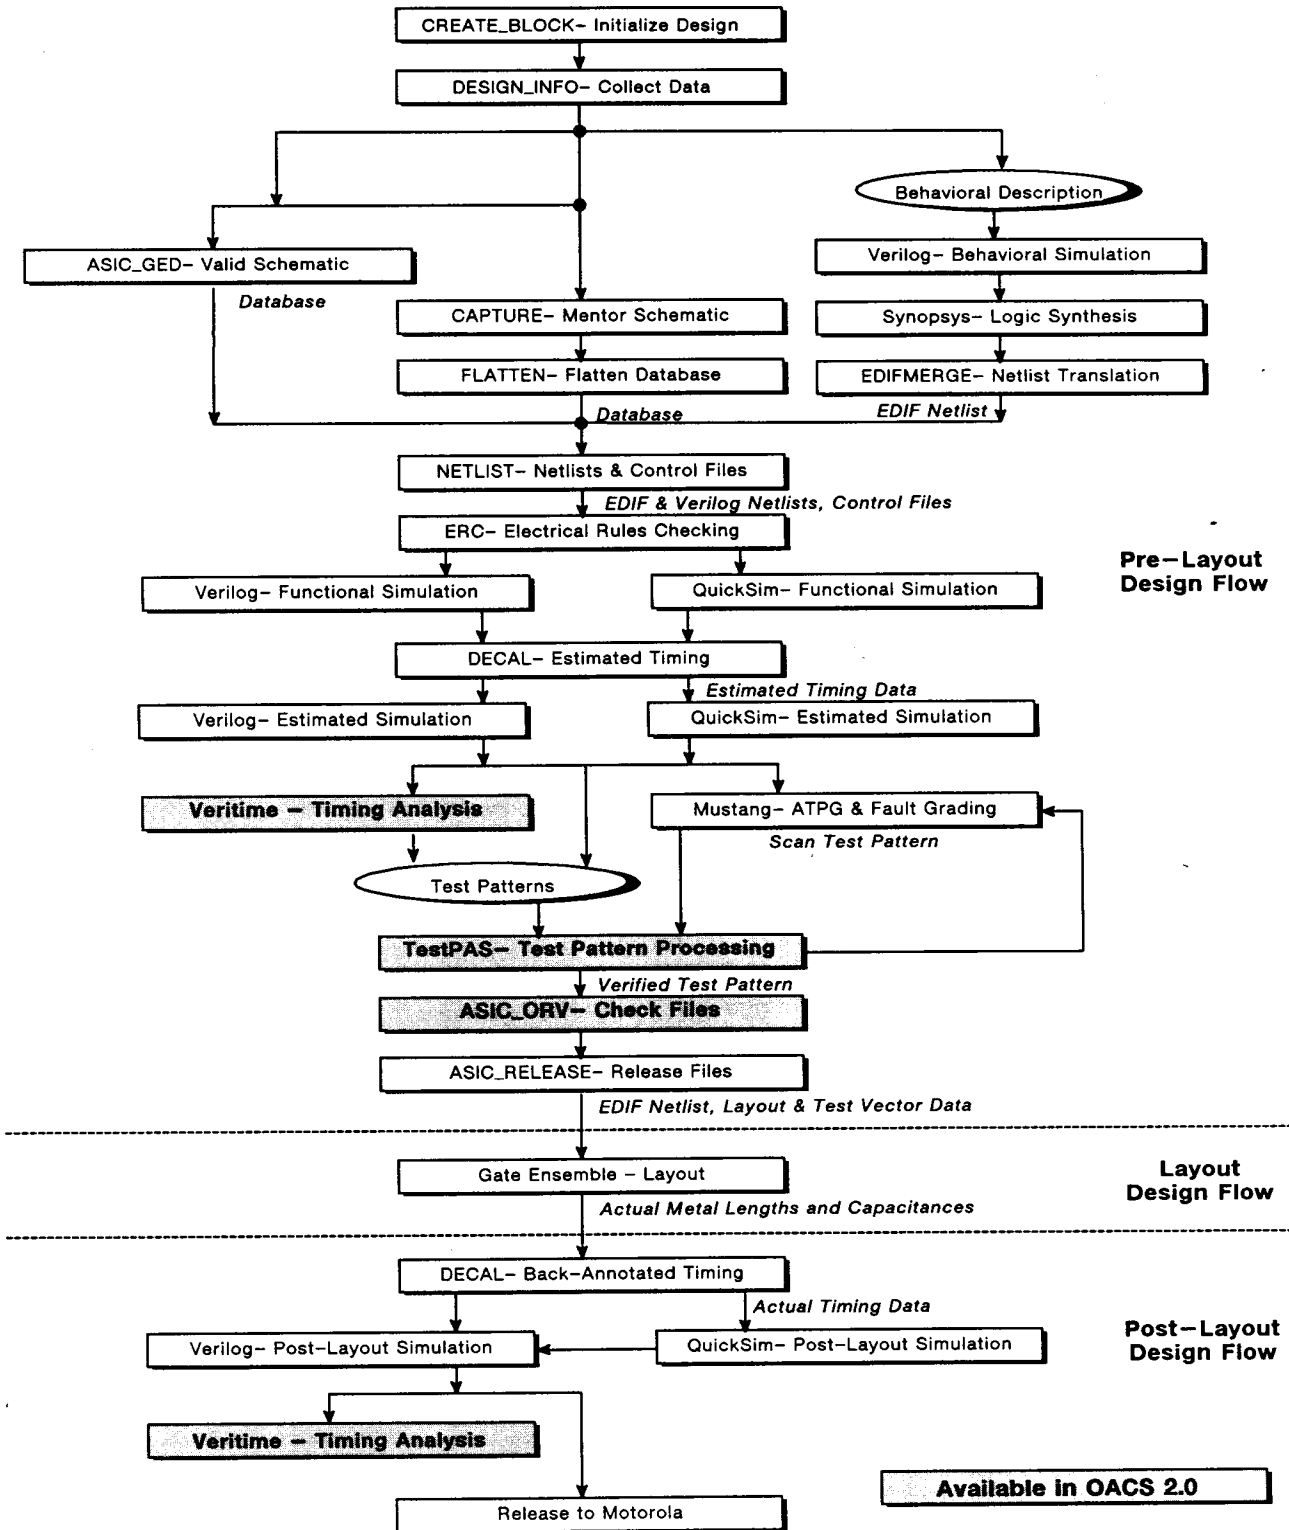 CREATE_BLOCK– Initialize Design
DESIGN_INFO– Collect Data
Behavioral Description
ASIC_GED– Valid Schematic
Verilog– Behavioral Simulation
Database
CAPTURE– Mentor Schematic
Synopsys– Logic Synthesis
FLATTEN– Flatten Database
EDIFMERGE– Netlist Translation
Database
EDIF Netlist
NETLIST– Netlists & Control Files
EDIF & Verilog Netlists, Control Files
ERC– Electrical Rules Checking
Pre–Layout
Design Flow
Verilog– Functional Simulation
QuickSim– Functional Simulation
DECAL– Estimated Timing
Estimated Timing Data
Verilog– Estimated Simulation
QuickSim– Estimated Simulation
Veritime – Timing Analysis
Mustang– ATPG & Fault Grading
Scan Test Pattern
Test Patterns
TestPAS– Test Pattern Processing
Verified Test Pattern
ASIC_ORV– Check Files
ASIC_RELEASE– Release Files
EDIF Netlist, Layout & Test Vector Data
Gate Ensemble – Layout
Layout
Design Flow
Actual Metal Lengths and Capacitances
DECAL– Back–Annotated Timing
Actual Timing Data
Verilog– Post–Layout Simulation
QuickSim– Post–Layout Simulation
Post–Layout
Design Flow
Veritime – Timing Analysis
Available in OACS 2.0
Release to Motorola